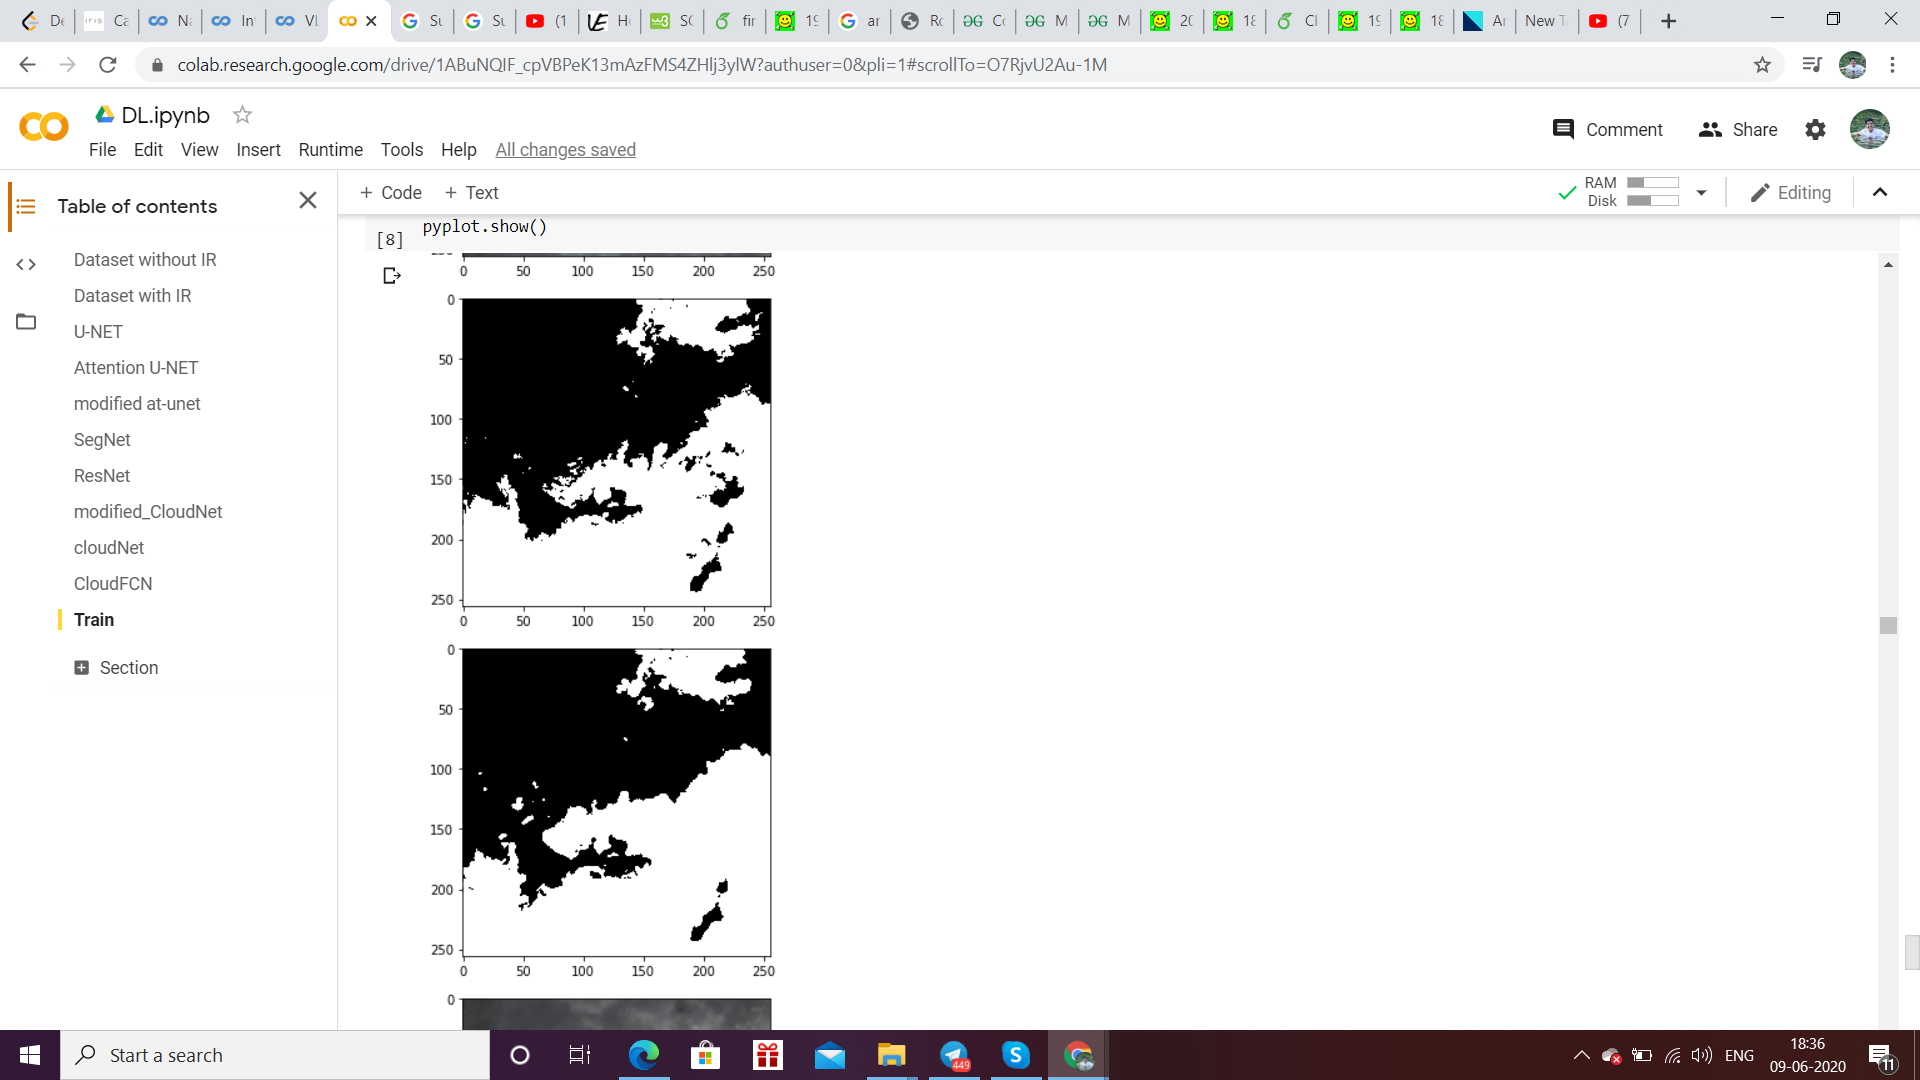 De
Ca
Na
In
VL
Su
Su
(1
He
SC
fir
19
ar
Ro
Co
M
M
20
18
Cl
19
18
Ar
New T
(7
colab.research.google.com/drive/1ABuNQIF_cpVBPeK13mAzFMS4ZHlj3ylW?authuser=0&pli=1#scrollTo=O7RjvU2Au-1M
DL.ipynb
Comment Share
File Edit View Insert Runtime Tools Help All changes saved
Table of contents
+ Code + Text
RAM
Disk
Editing
Dataset without IR
Dataset with IR
U-NET
Attention U-NET
modified at-unet
SegNet
ResNet
modified_CloudNet
cloudNet
CloudFCN
Train
Section
[8]
pyplot.show()
0 50 100 150 200 250
0
50
100
150
200
250
0 50 100 150 200 250
0
50
100
150
200
250
0 50 100 150 200 250
0
Start a search
449
ENG
18:36
09-06-2020
11